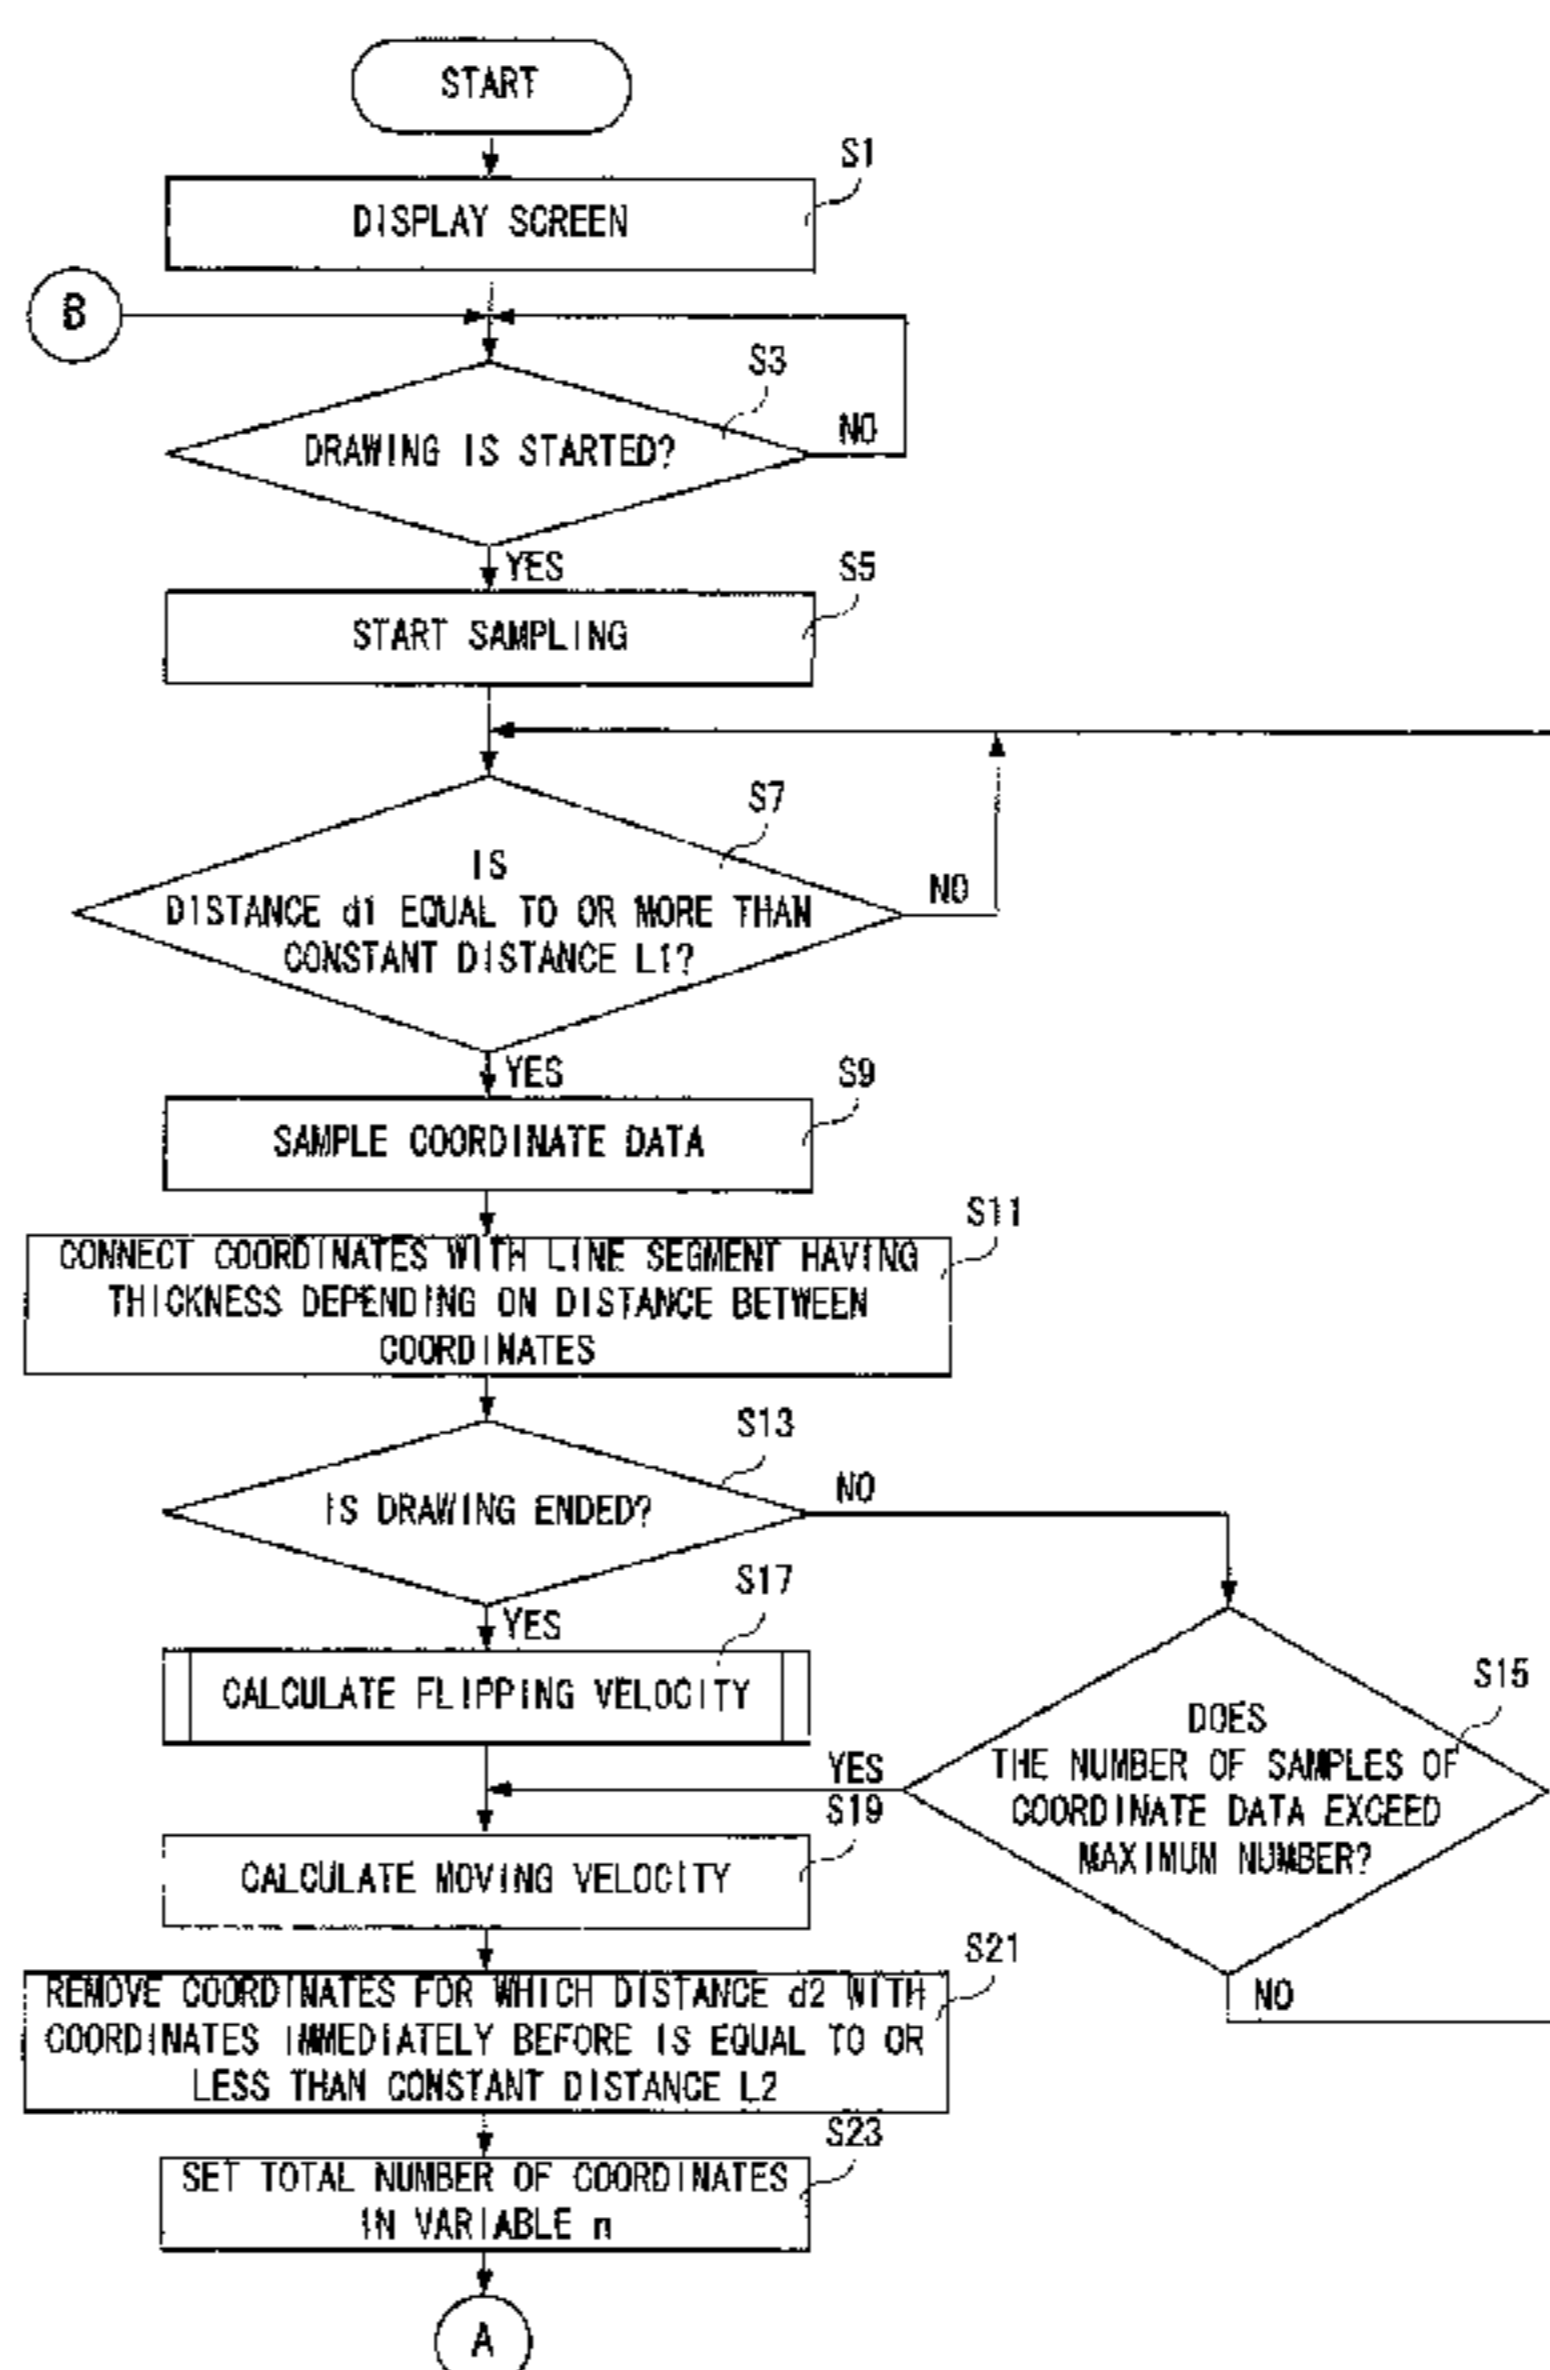 START
S1
DISPLAY SCREEN
B
S3
DRAWING IS STARTED?
NO
YES
S5
START SAMPLING
S7
IS
DISTANCE d1 EQUAL TO OR MORE THAN
CONSTANT DISTANCE L1?
NO
YES
S9
SAMPLE COORDINATE DATA
S11
CONNECT COORDINATES WITH LINE SEGMENT HAVING
THICKNESS DEPENDING ON DISTANCE BETWEEN
COORDINATES
S13
IS DRAWING ENDED?
NO
YES
S17
CALCULATE FLIPPING VELOCITY
S15
DOES
THE NUMBER OF SAMPLES OF
COORDINATE DATA EXCEED
MAXIMUM NUMBER?
YES
NO
S19
CALCULATE MOVING VELOCITY
S21
REMOVE COORDINATES FOR WHICH DISTANCE d2 WITH
COORDINATES IMMEDIATELY BEFORE IS EQUAL TO OR
LESS THAN CONSTANT DISTANCE L2
S23
SET TOTAL NUMBER OF COORDINATES
IN VARIABLE n
A